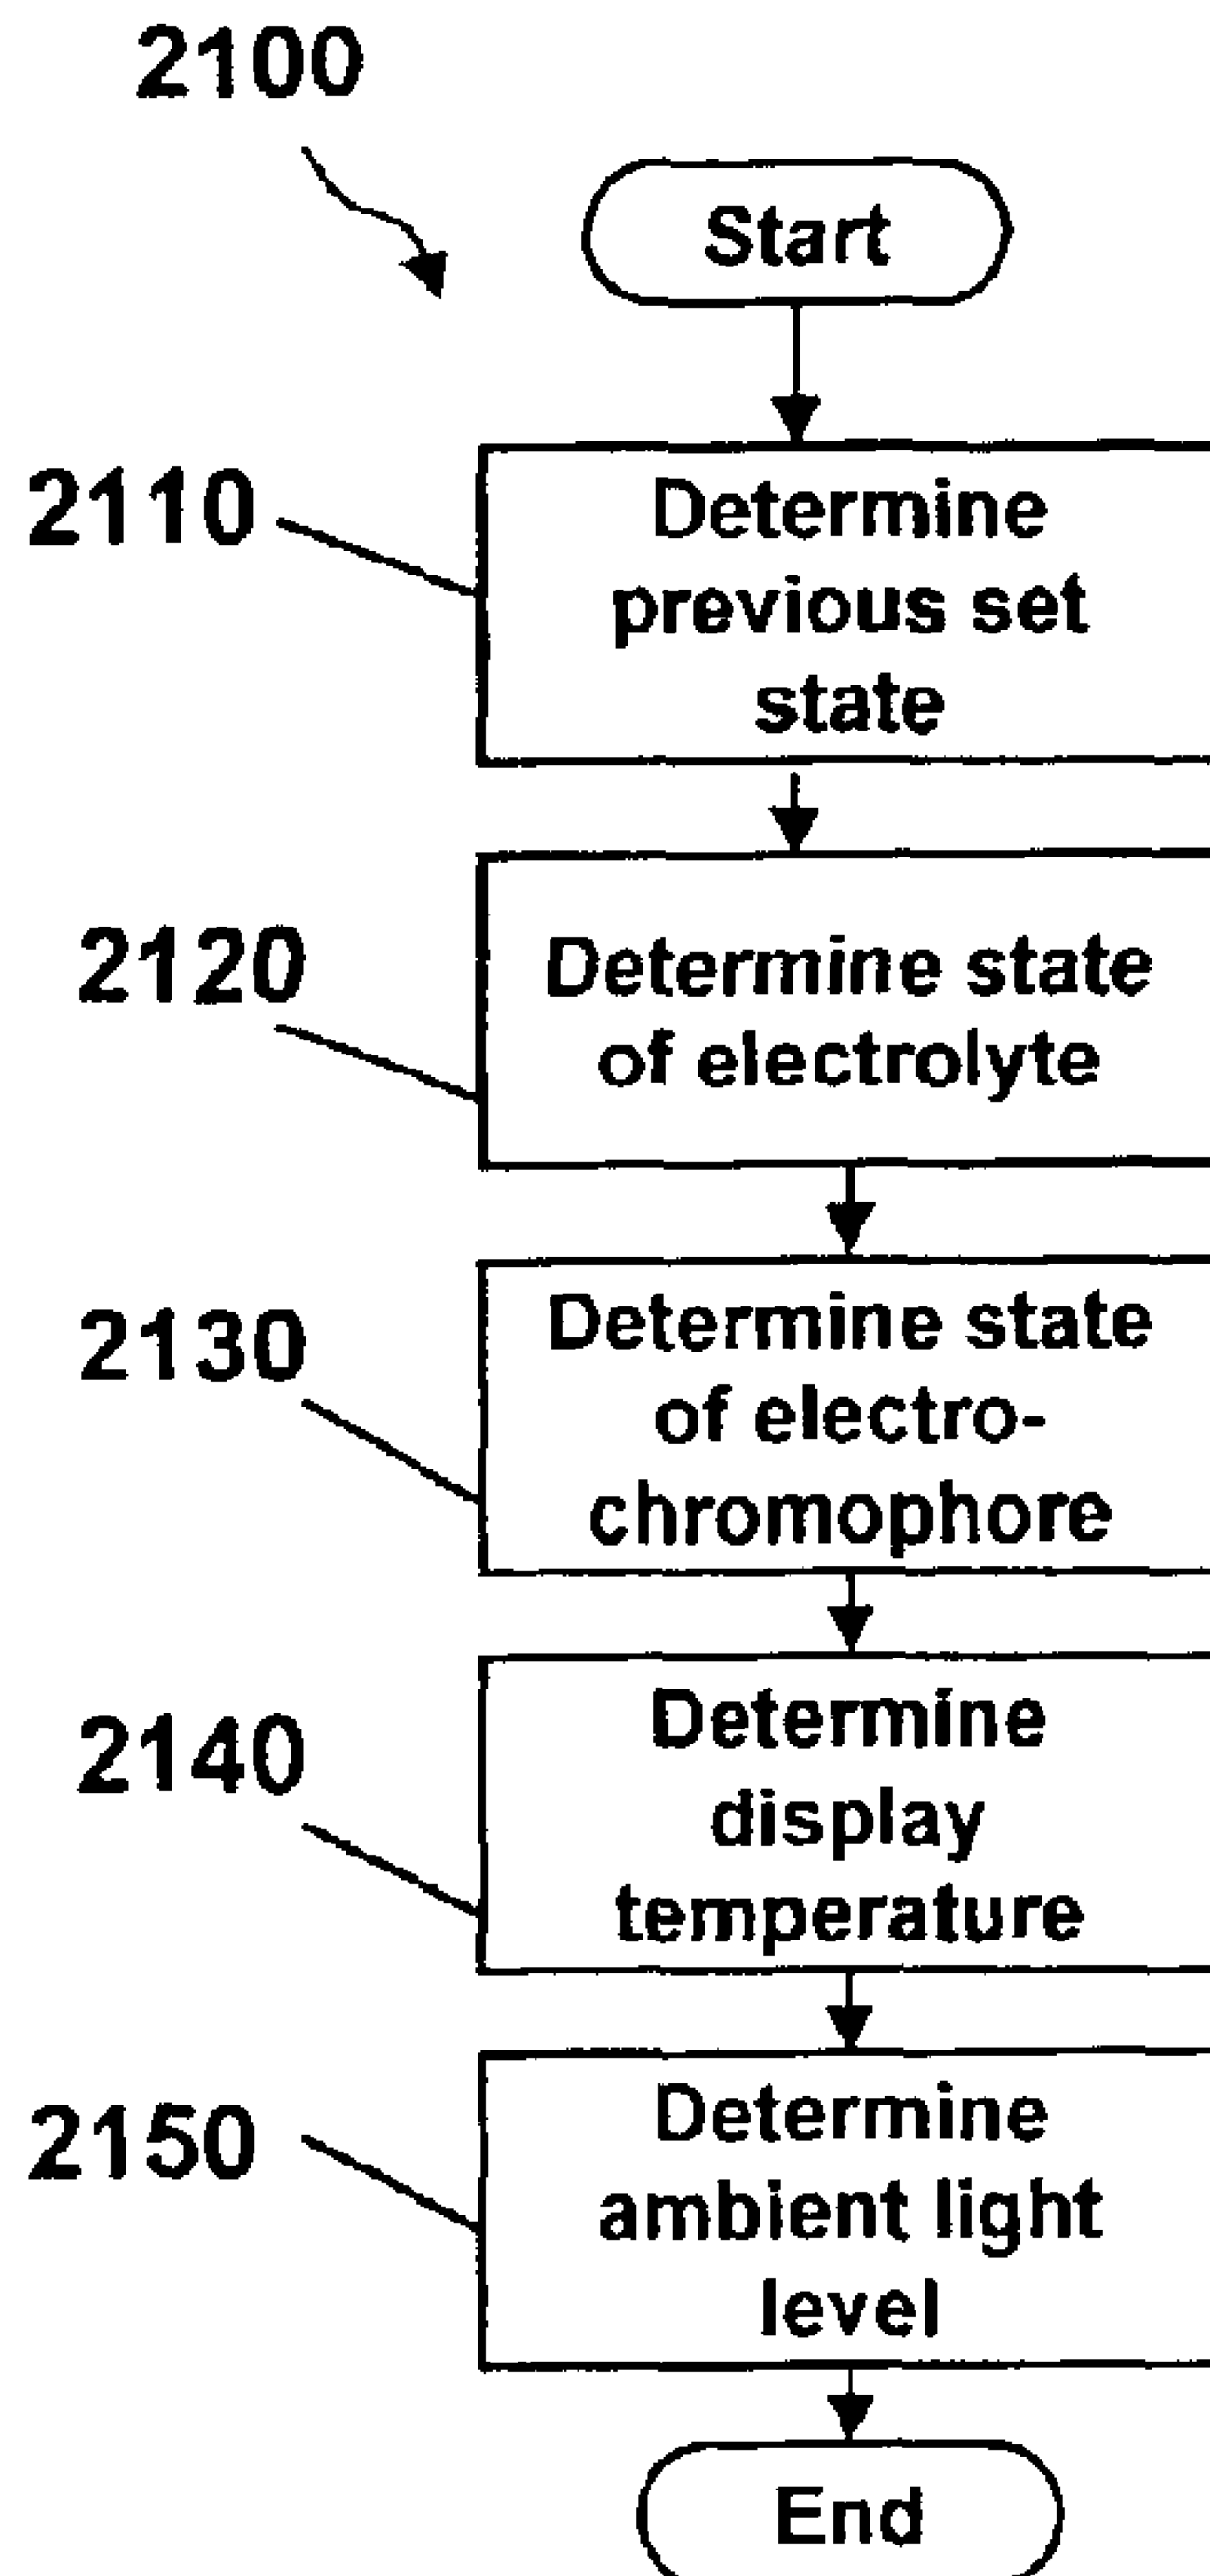 2100
Start
2110
Determine
previous set
state
2120
Determine state
of electrolyte
2130
Determine state
of electro-
chromophore
2140
Determine
display
temperature
2150
Determine
ambient light
level
End